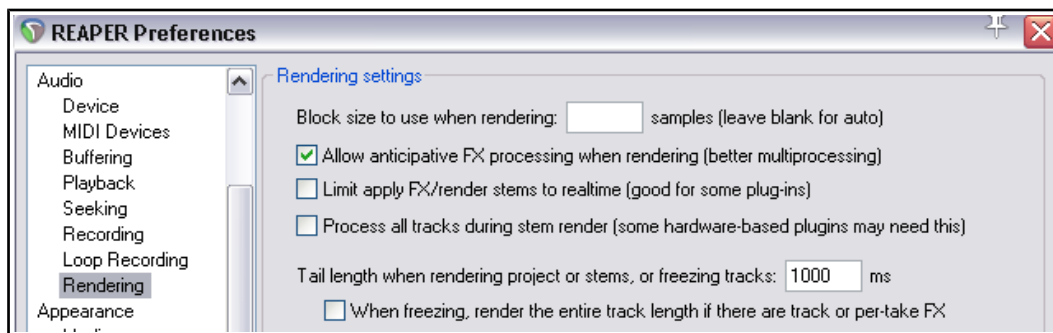 REAPER Preferences
Audio
Device
MIDI Devices
Buffering
Playback
Seeking
Recording
Loop Recording
Rendering
Appearance
Rendering settings
Block size to use when rendering: samples (leave blank for auto)
Allow anticipative FX processing when rendering (better multiprocessing)
Limit apply FX/render stems to realtime (good for some plug-ins)
Process all tracks during stem render (some hardware-based plugins may need this)
Tail length when rendering project or stems, or freezing tracks: 1000 ms
When freezing, render the entire track length if there are track or per-take FX